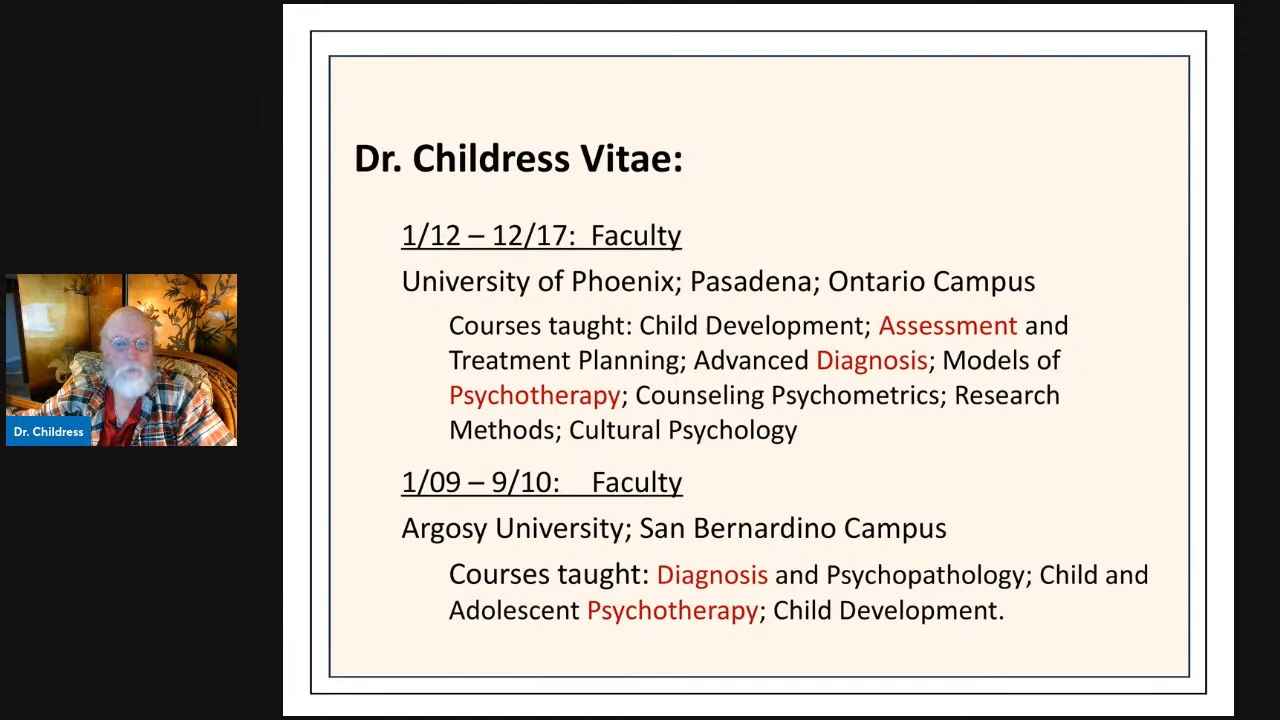 Dr. Childress Vitae:
1/12 – 12/17: Faculty
University of Phoenix; Pasadena; Ontario Campus
Courses taught: Child Development; Assessment and
Treatment Planning; Advanced Diagnosis; Models of
Psychotherapy; Counseling Psychometrics; Research
Methods; Cultural Psychology
1/09 – 9/10: Faculty
Argosy University; San Bernardino Campus
Courses taught: Diagnosis and Psychopathology; Child and
Adolescent Psychotherapy; Child Development.
Dr. Childress